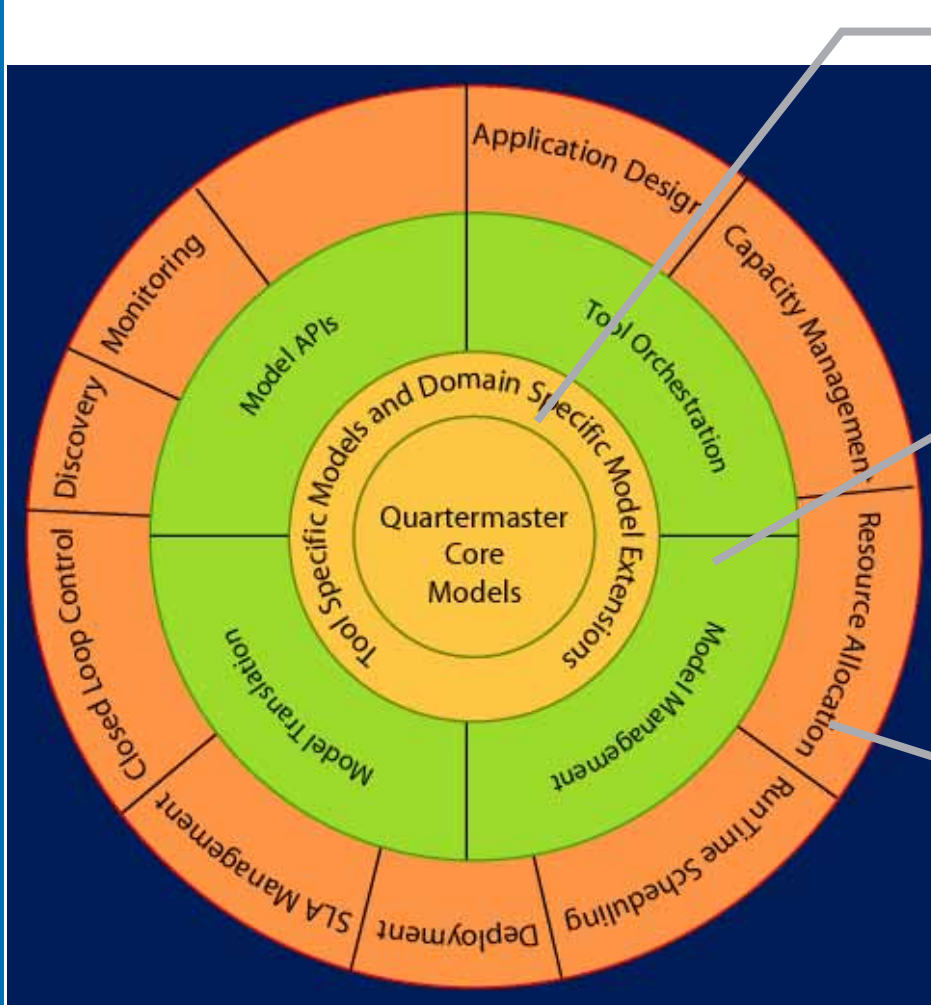 Application Design
Capacity Management
Resource Allocation
RunTime Scheduling
Deployment
SLA Management
Closed Loop Control
Discovery
Monitoring
Tool Orchestration
Model Management
Model Translation
Model APIs
Tool Specific Models and Domain Specific Model Extensions
Quartermaster
Core
Models